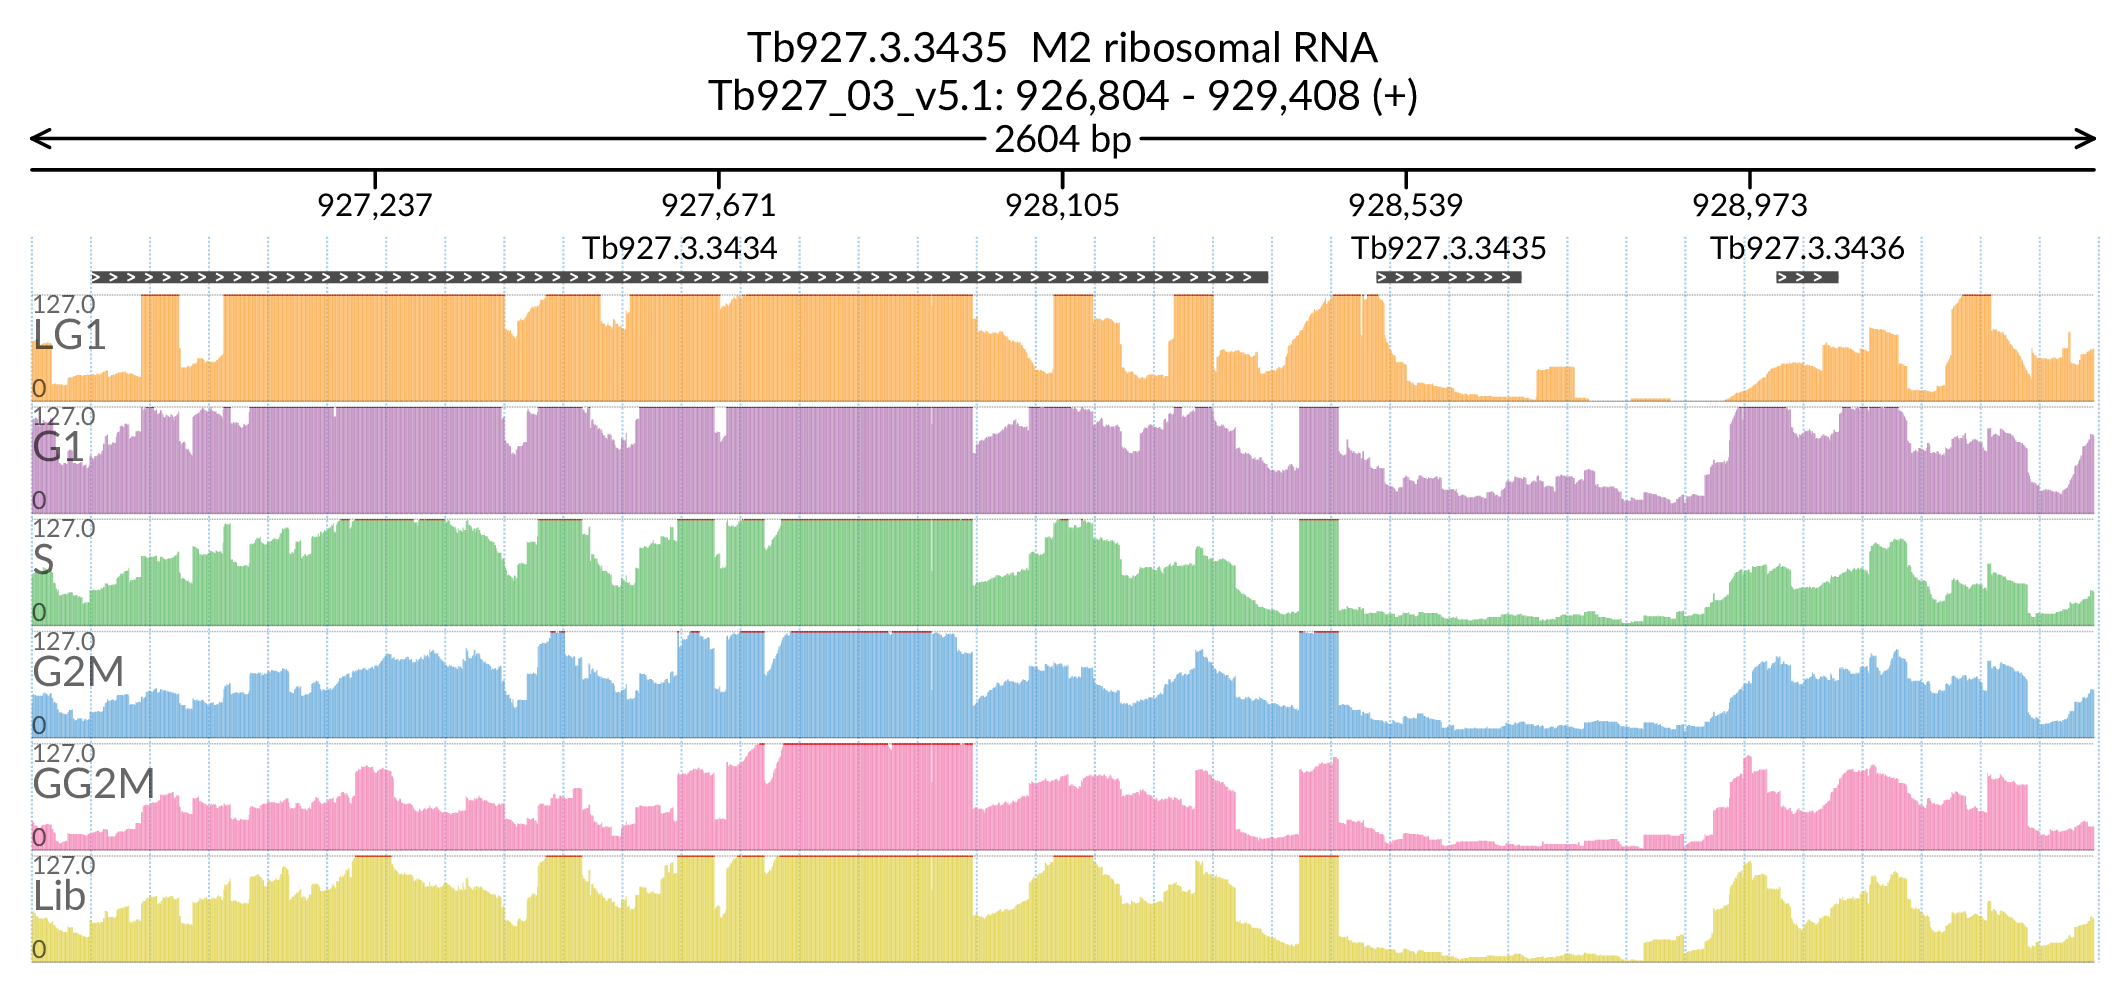 Tb927.3.3435  M2 ribosomal RNA
Tb927_03_v5.1: 926,804 - 929,408 (+)
2604 bp
927,237 927,671 928,105 928,539 928,973
Tb927.3.3434 Tb927.3.3435 Tb927.3.3436
127.0
LG1
0
127.0
G1
0
127.0
S
0
127.0
G2M
0
127.0
GG2M
0
127.0
Lib
0